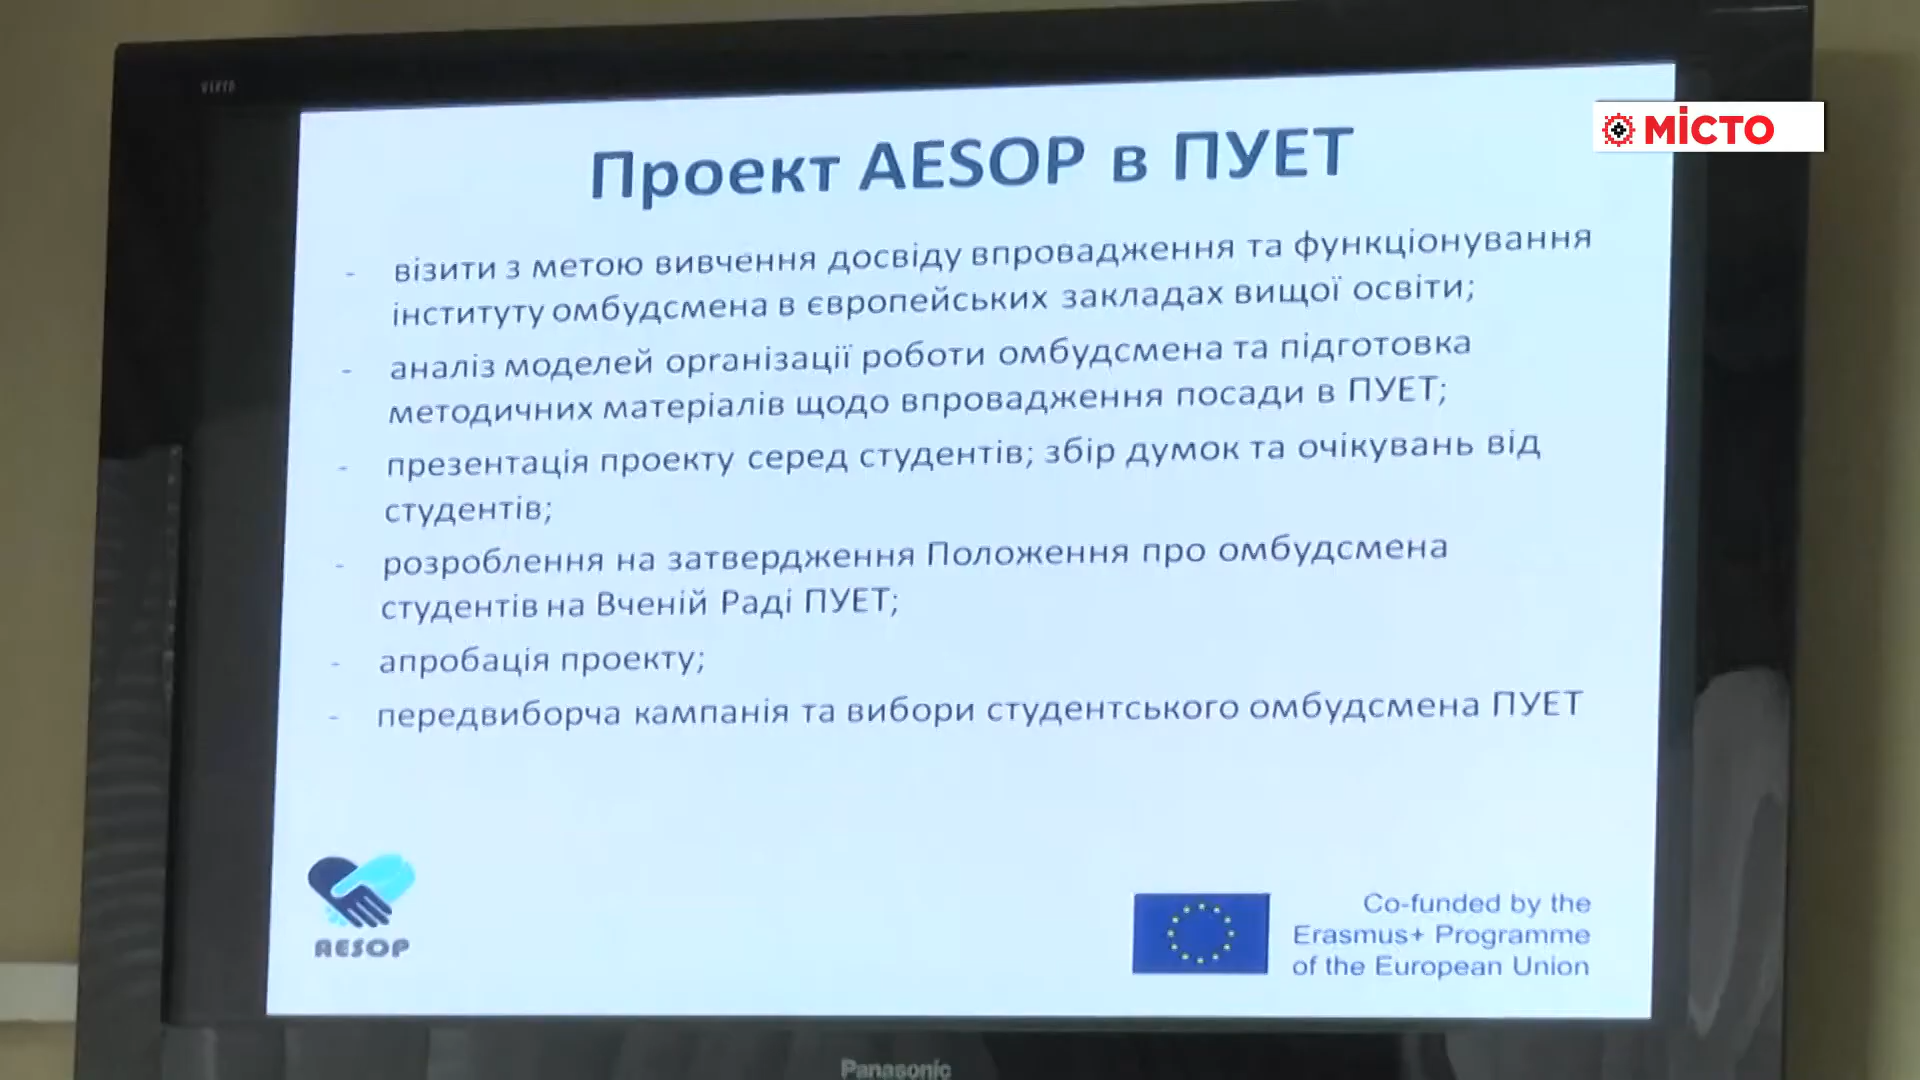 VIERA
МІСТО
Проект AESOP в ПУЕТ
- візити з метою вивчення досвіду впровадження та функціонування
інституту омбудсмена в європейських закладах вищої освіти;
- аналіз моделей організації роботи омбудсмена та підготовка
методичних матеріалів щодо впровадження посади в ПУЕТ;
- презентація проекту серед студентів; збір думок та очікувань від
студентів;
- розроблення на затвердження Положення про омбудсмена
студентів на Вченій Раді ПУЕТ;
- апробація проекту;
- передвиборча кампанія та вибори студентського омбудсмена ПУЕТ
AESOP
Co-funded by the
Erasmus+ Programme
of the European Union
Panasonic